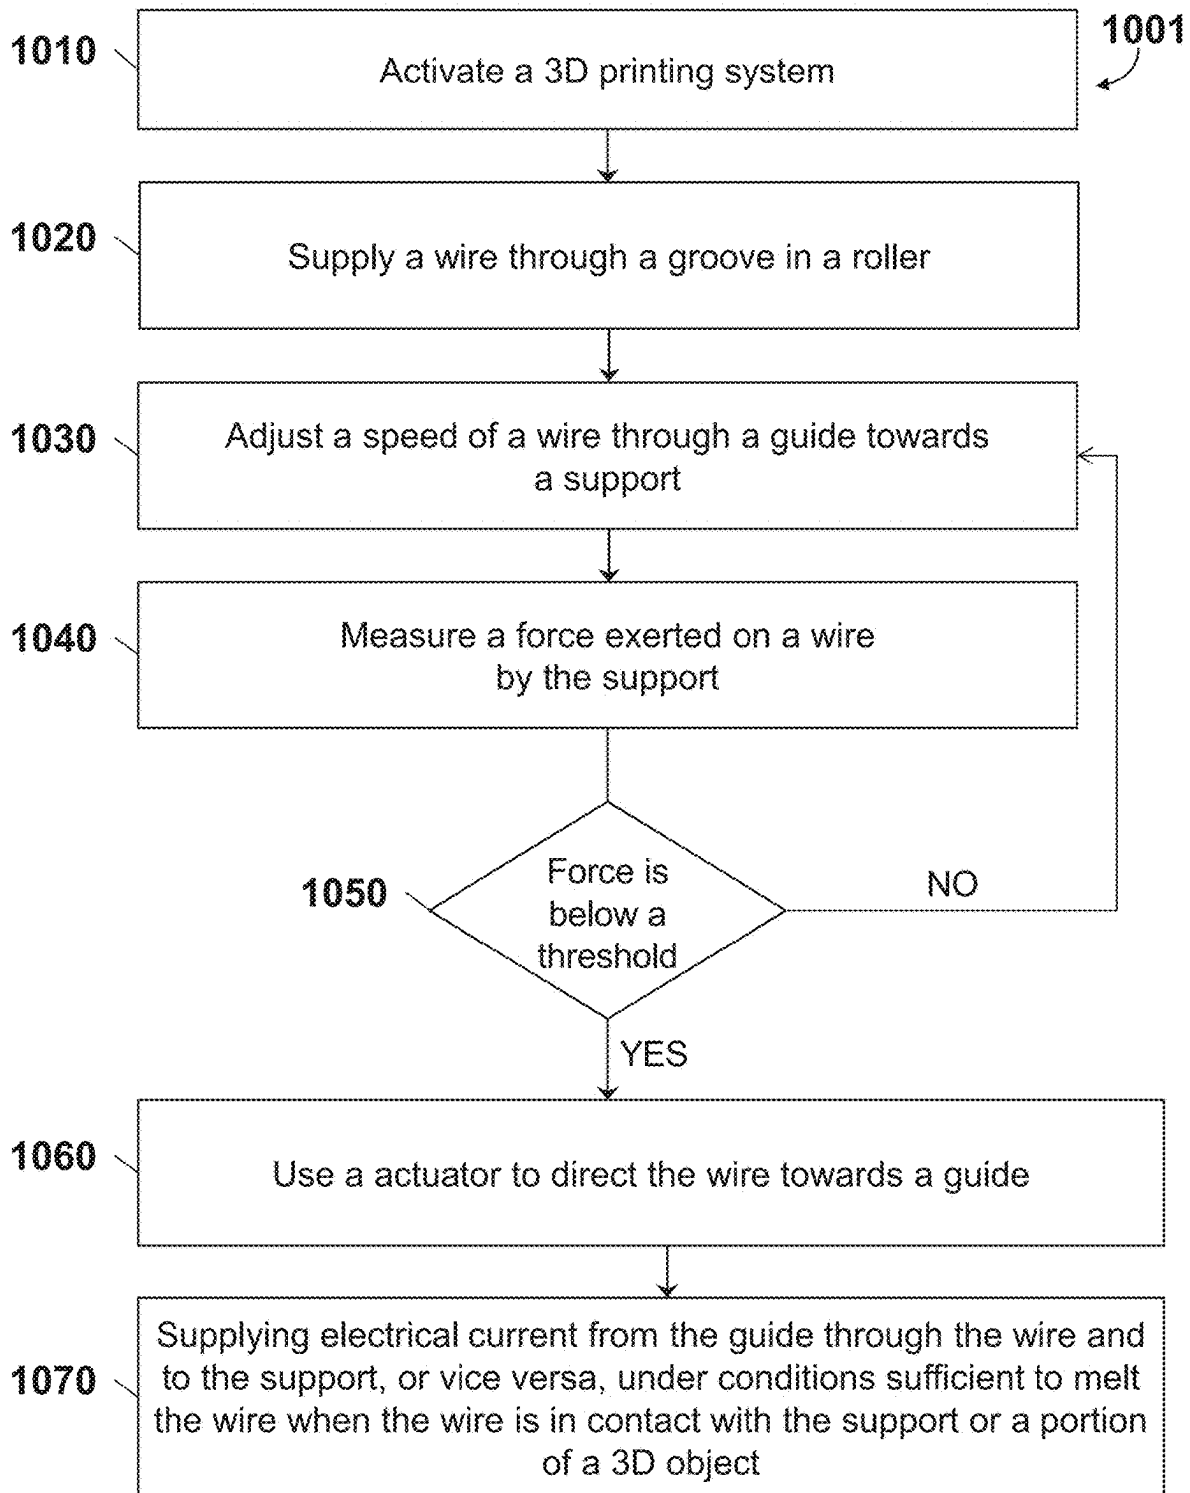 1001
1010
Activate a 3D printing system
1020
Supply a wire through a groove in a roller
1030
Adjust a speed of a wire through a guide towards
a support
1040
Measure a force exerted on a wire
by the support
1050
Force is
below a
threshold
NO
YES
1060
Use a actuator to direct the wire towards a guide
1070
Supplying electrical current from the guide through the wire and
to the support, or vice versa, under conditions sufficient to melt
the wire when the wire is in contact with the support or a portion
of a 3D object